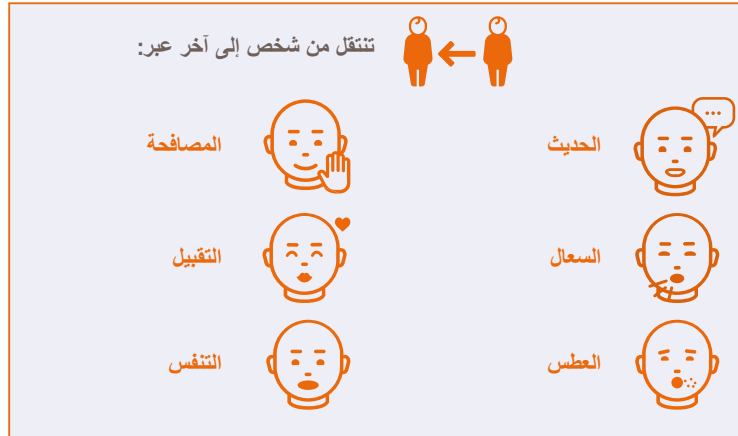 تنتقل من شخص إلى آخر عبر:
الحديث
المصافحة
السعال
التقبيل
العطس
التنفس